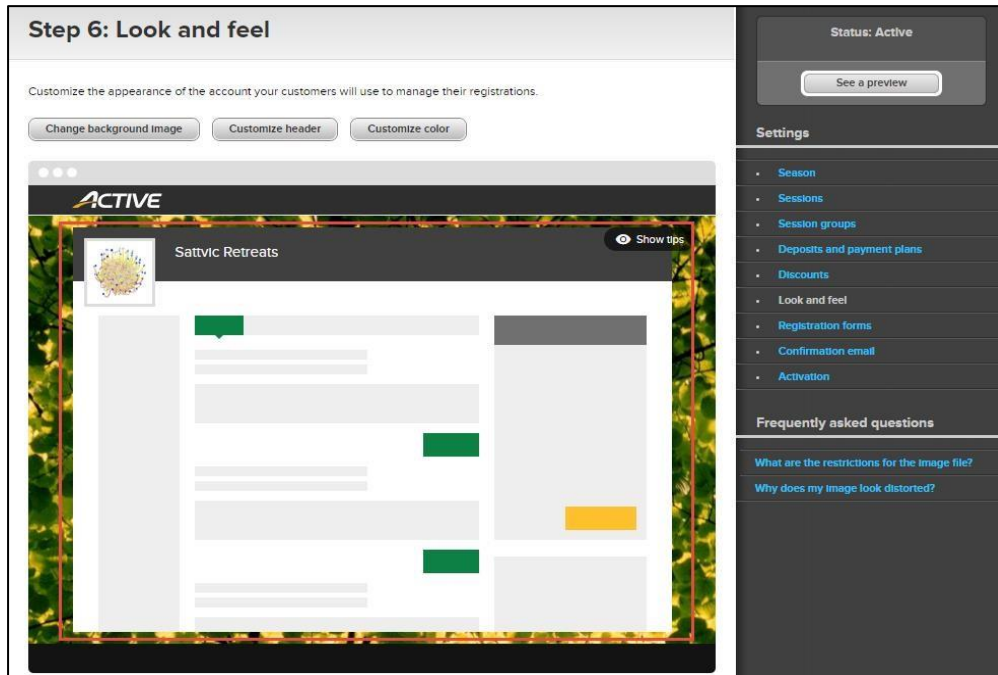 Step 6: Look and feel
Customize the appearance of the account your customers will use to manage their registrations.
Change background image
Customize header
Customize color
ACTIVE
Sattvic Retreats
Show tips
Status: Active
See a preview
Settings
Season
Sessions
Session groups
Deposits and payment plans
Discounts
Look and feel
Registration forms
Confirmation email
Activation
Frequently asked questions
What are the restrictions for the image file?
Why does my image look distorted?